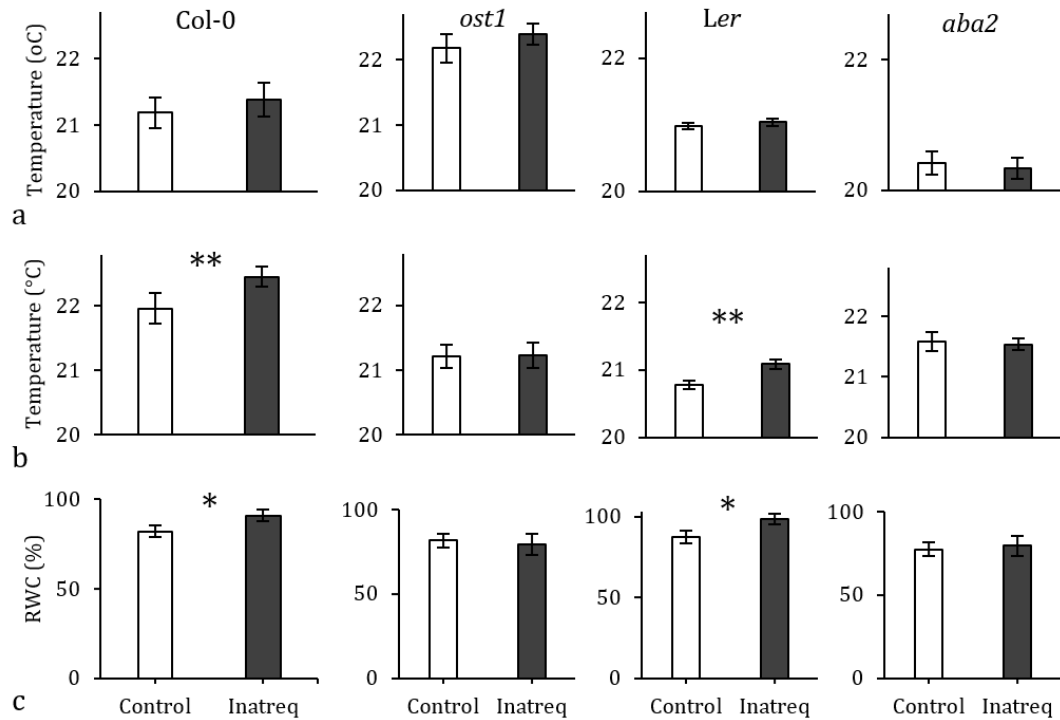 Col-0 ost1 Ler aba2
Temperature (oC)
22 21 20
22 21 20
22 20
22 20
a
Temperature (°C)
** **
22 21 20
22 21 20
22 21 20
22 21 20
b
RWC (%)
* *
100 50 0
100 50 0
100 50 0
100 50 0
c
Control Inatreq Control Inatreq Control Inatreq Control Inatreq